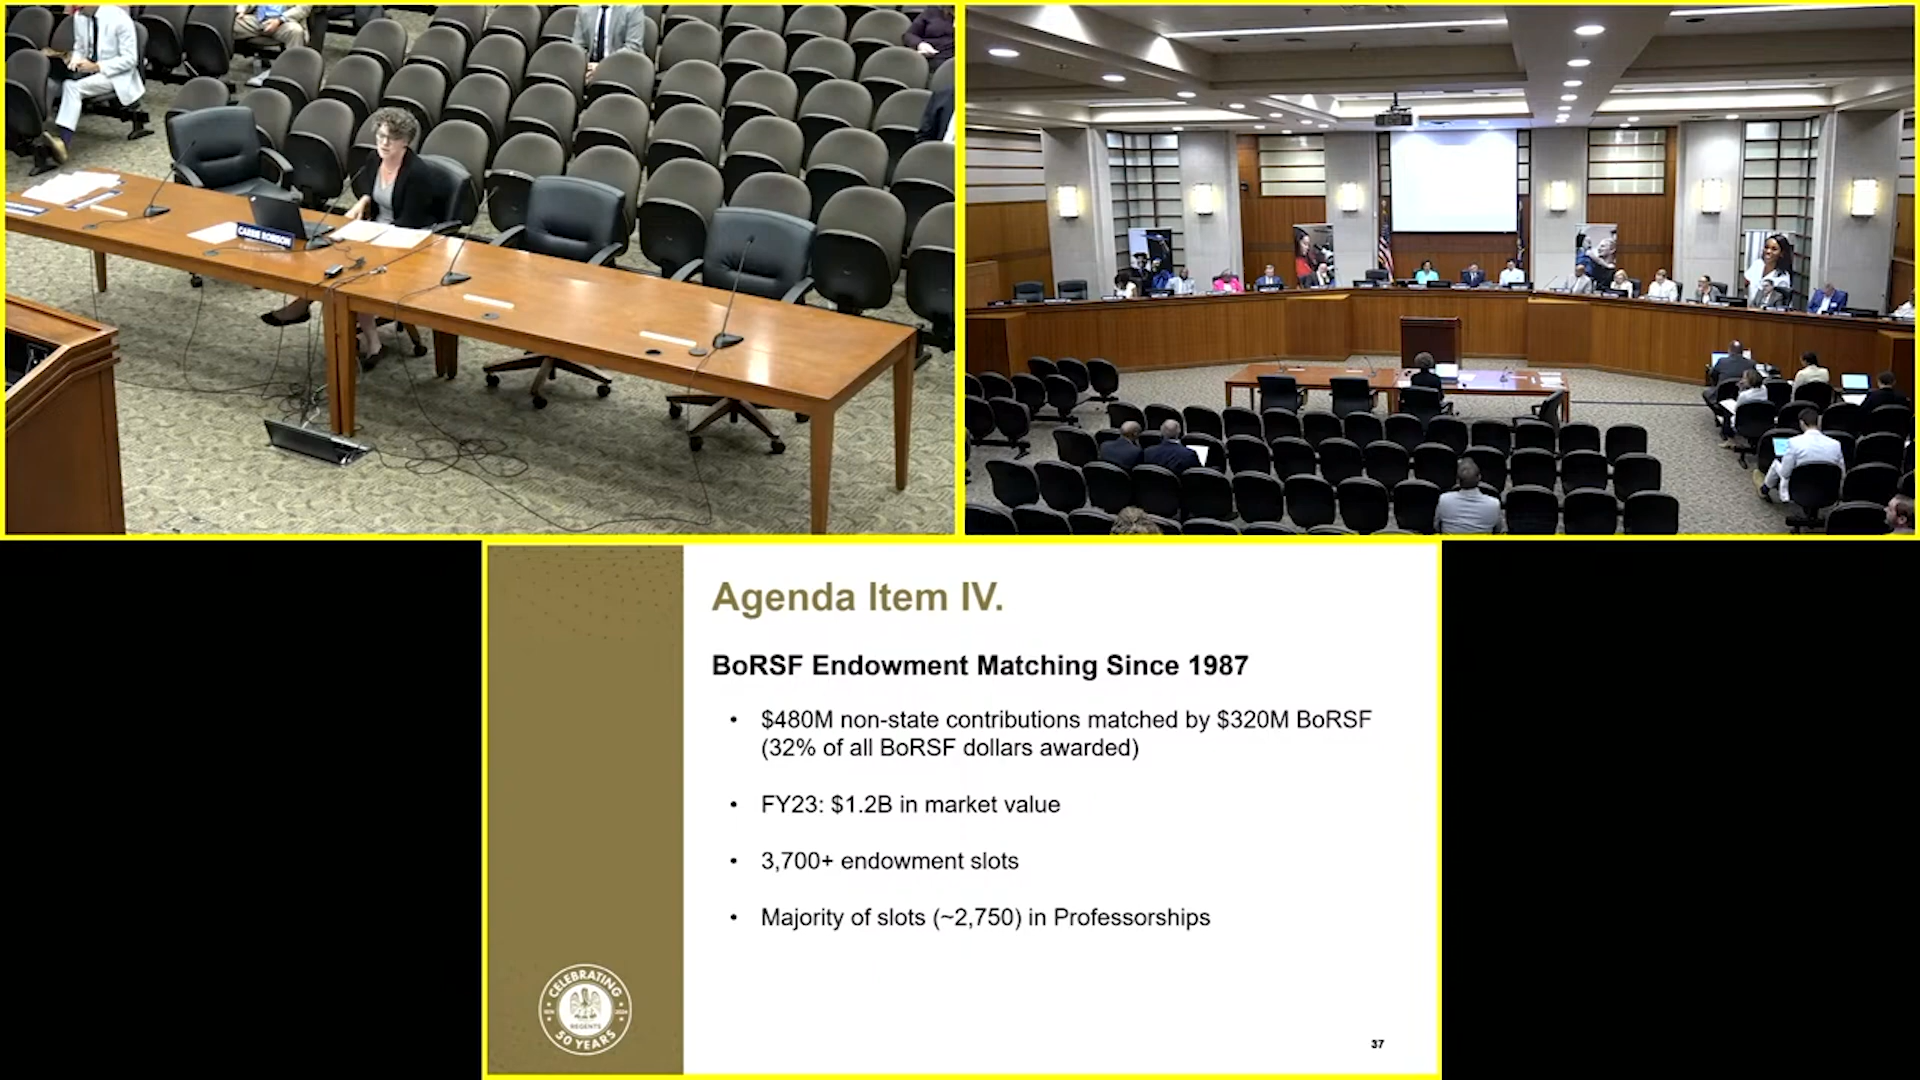 CARRIE ROBISON
Agenda Item IV.
BoRSF Endowment Matching Since 1987
• $480M non-state contributions matched by $320M BoRSF
(32% of all BoRSF dollars awarded)
• FY23: $1.2B in market value
• 3,700+ endowment slots
• Majority of slots (~2,750) in Professorships
CELEBRATING
REGENTS
50 YEARS
37